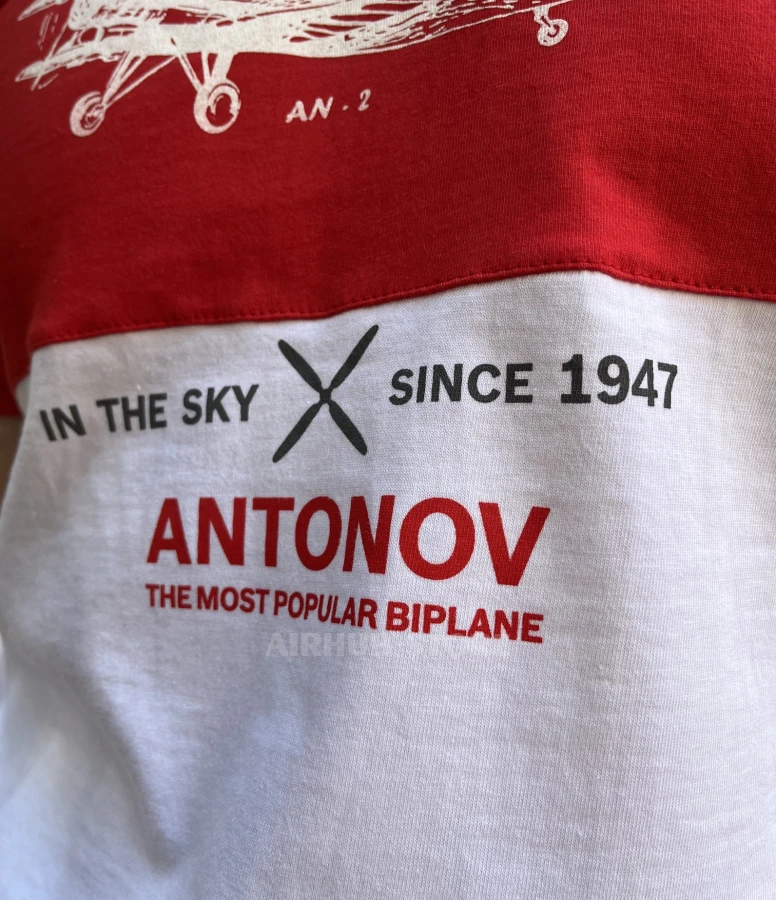 AN-2
IN THE SKY SINCE 1947
ANTONOV
THE MOST POPULAR BIPLANE